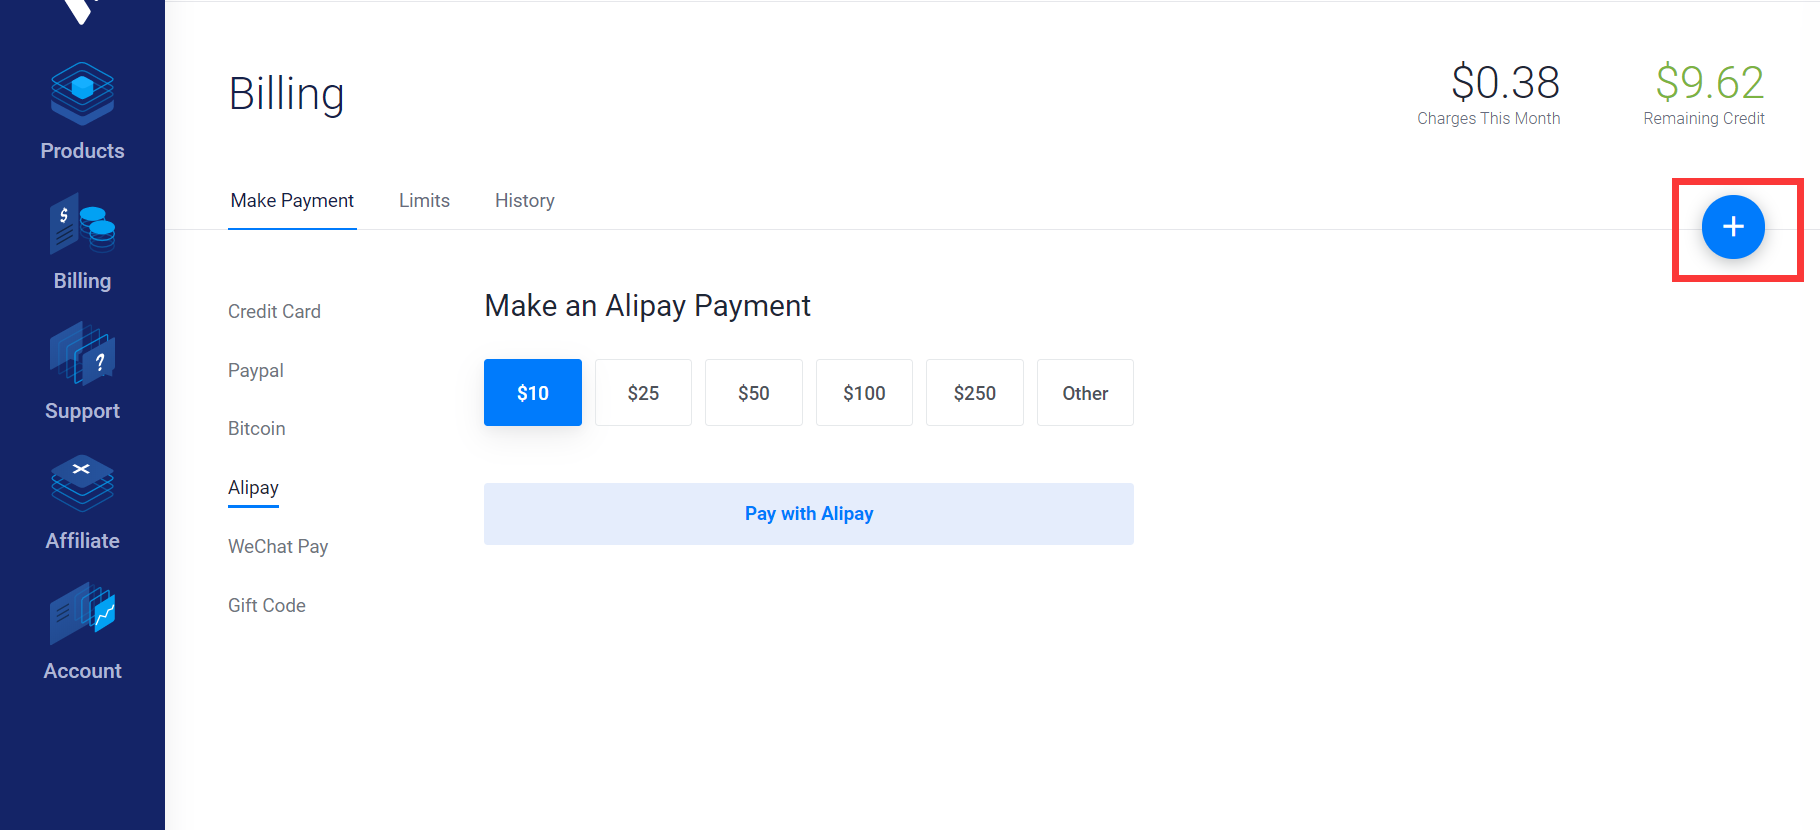 Products
Billing
Support
Affiliate
Account
Billing
$0.38
Charges This Month
$9.62
Remaining Credit
Make Payment
Limits
History
+
Credit Card
Paypal
Bitcoin
Alipay
WeChat Pay
Gift Code
Make an Alipay Payment
$10
$25
$50
$100
$250
Other
Pay with Alipay